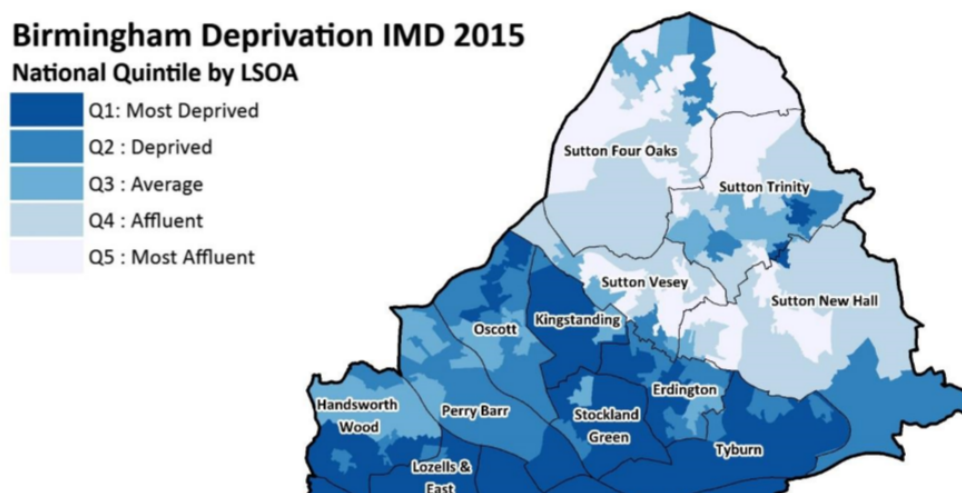 Birmingham Deprivation IMD 2015
National Quintile by LSOA
Q1: Most Deprived
Q2 : Deprived
Q3 : Average
Q4 : Affluent
Q5 : Most Affluent
Sutton Four Oaks
Sutton Trinity
Sutton Vesey
Sutton New Hall
Oscott
Kingstanding
Erdington
Handsworth
Wood
Perry Barr
Stockland
Green
Tyburn
Lozells &
East